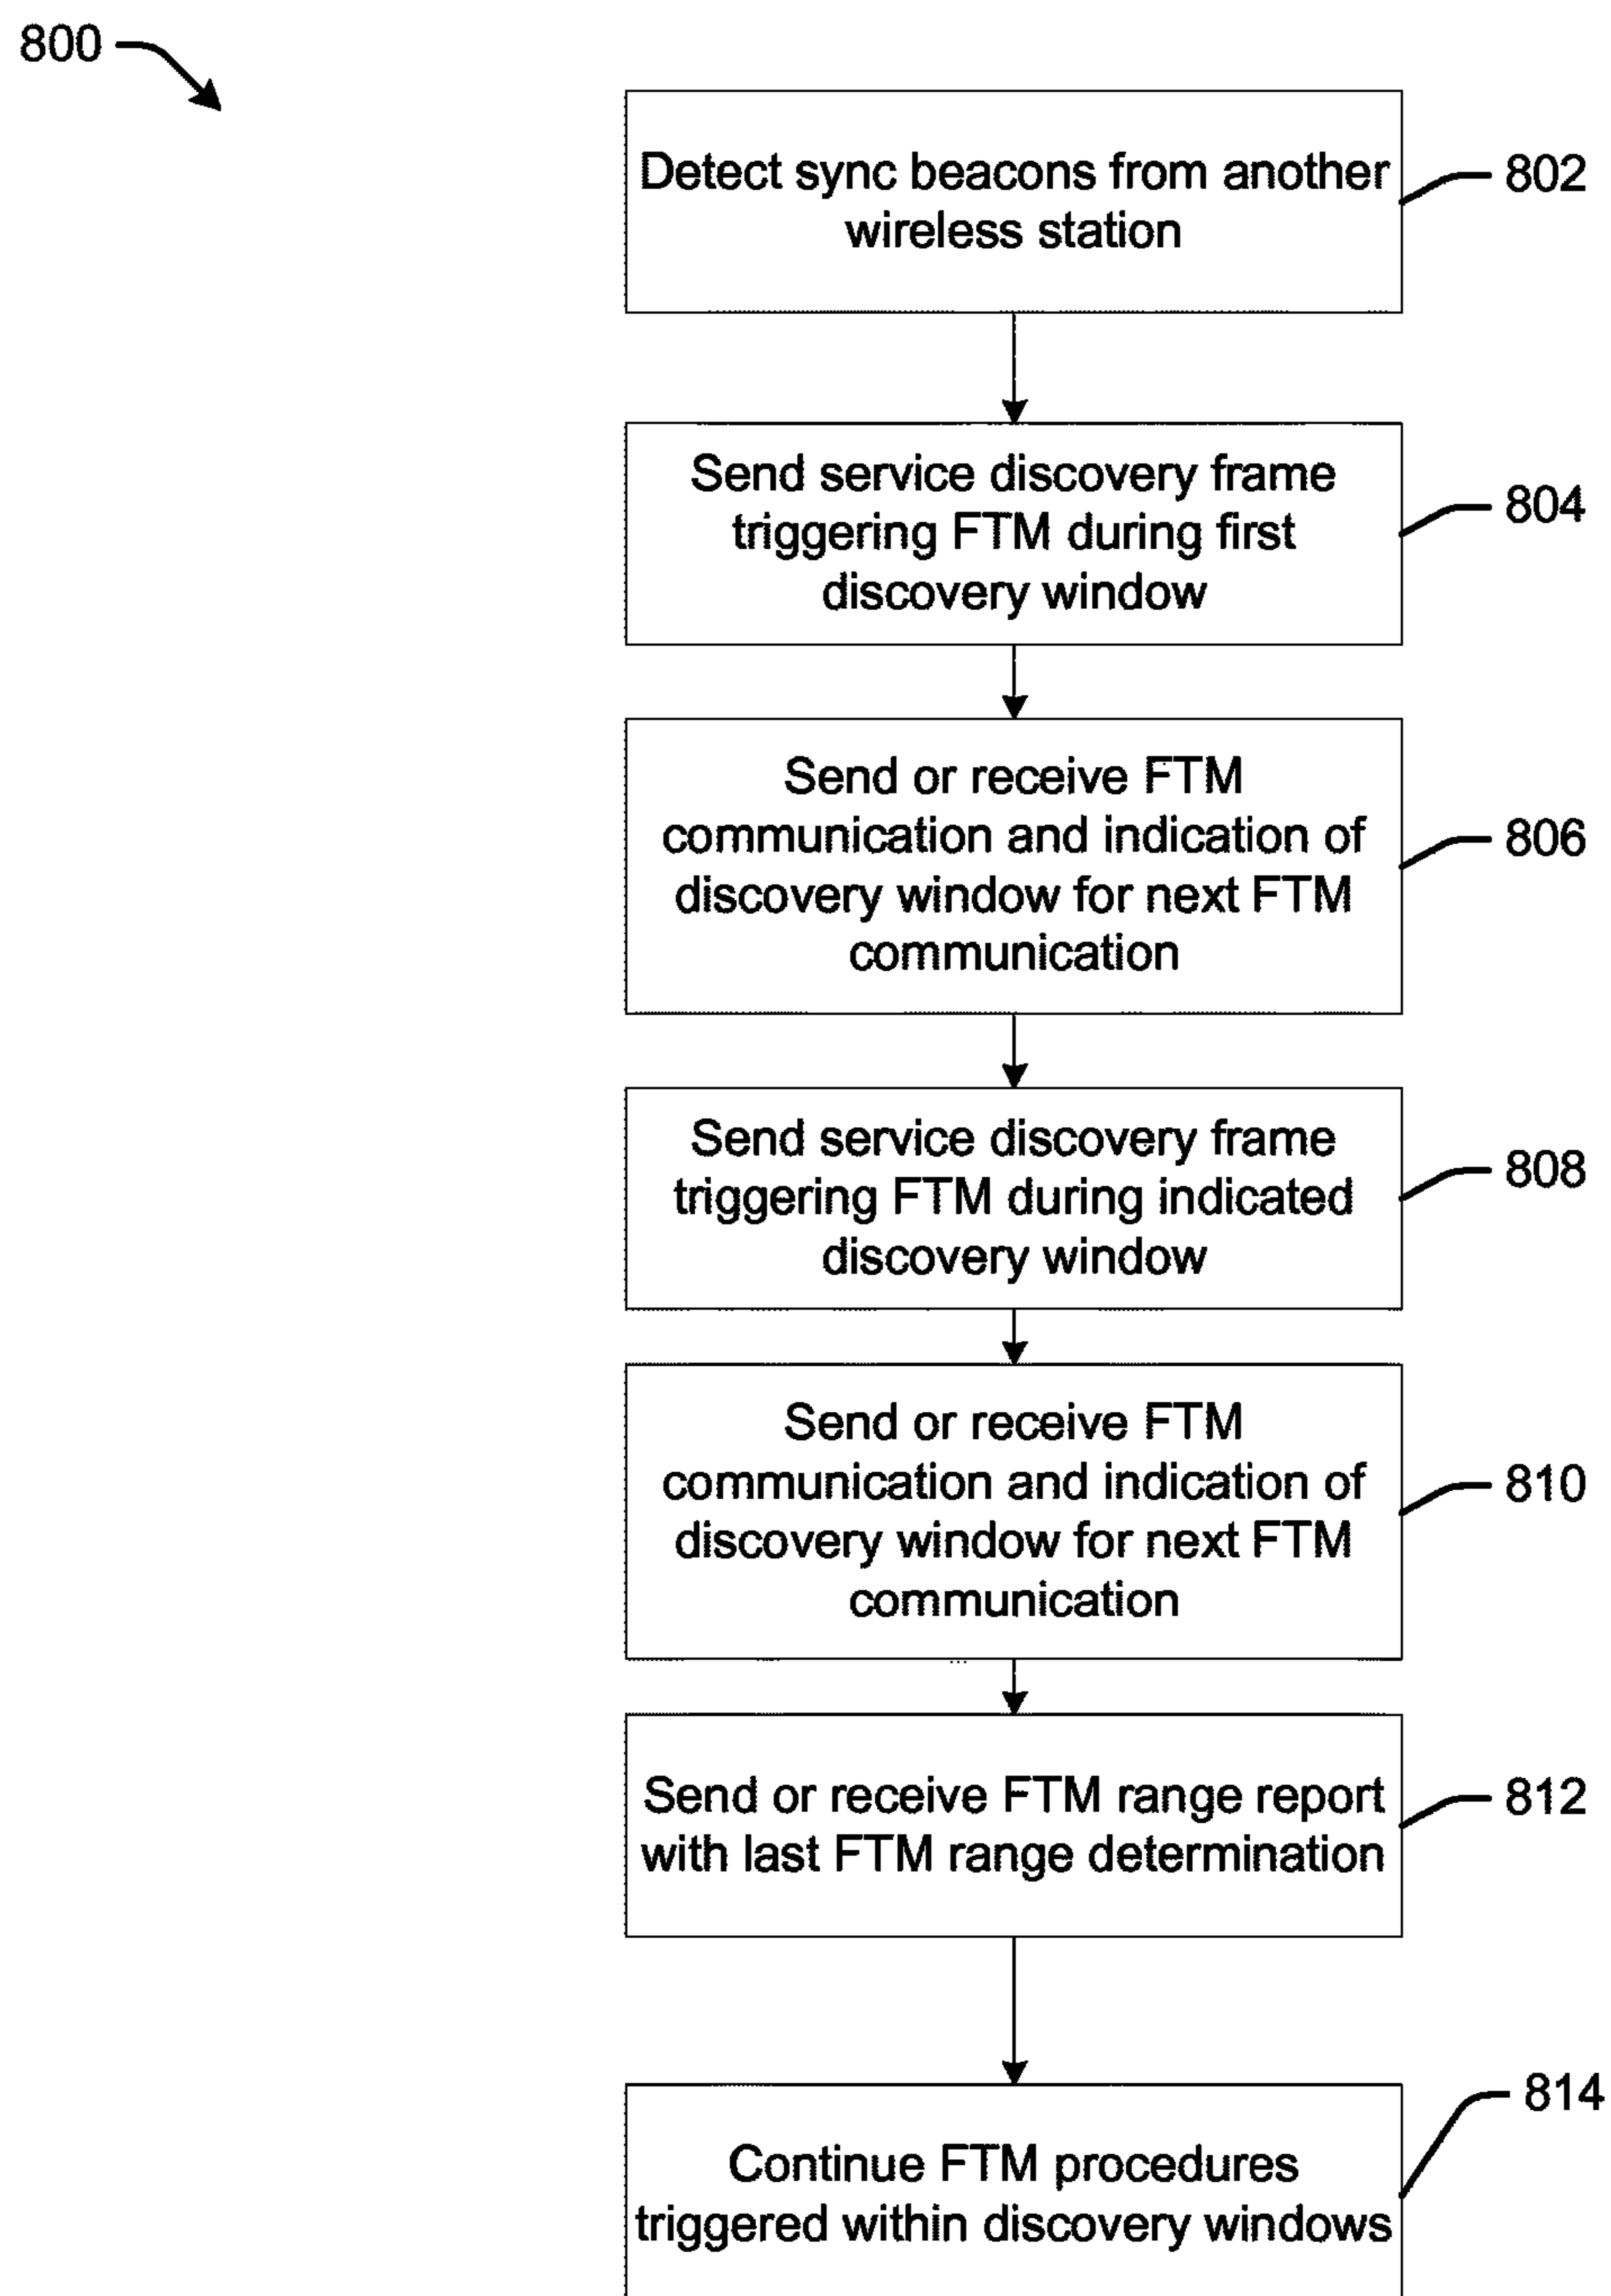 800
Detect sync beacons from another
wireless station
802
Send service discovery frame
triggering FTM during first
discovery window
804
Send or receive FTM
communication and indication of
discovery window for next FTM
communication
806
Send service discovery frame
triggering FTM during indicated
discovery window
808
Send or receive FTM
communication and indication of
discovery window for next FTM
communication
810
Send or receive FTM range report
with last FTM range determination
812
Continue FTM procedures
triggered within discovery windows
814